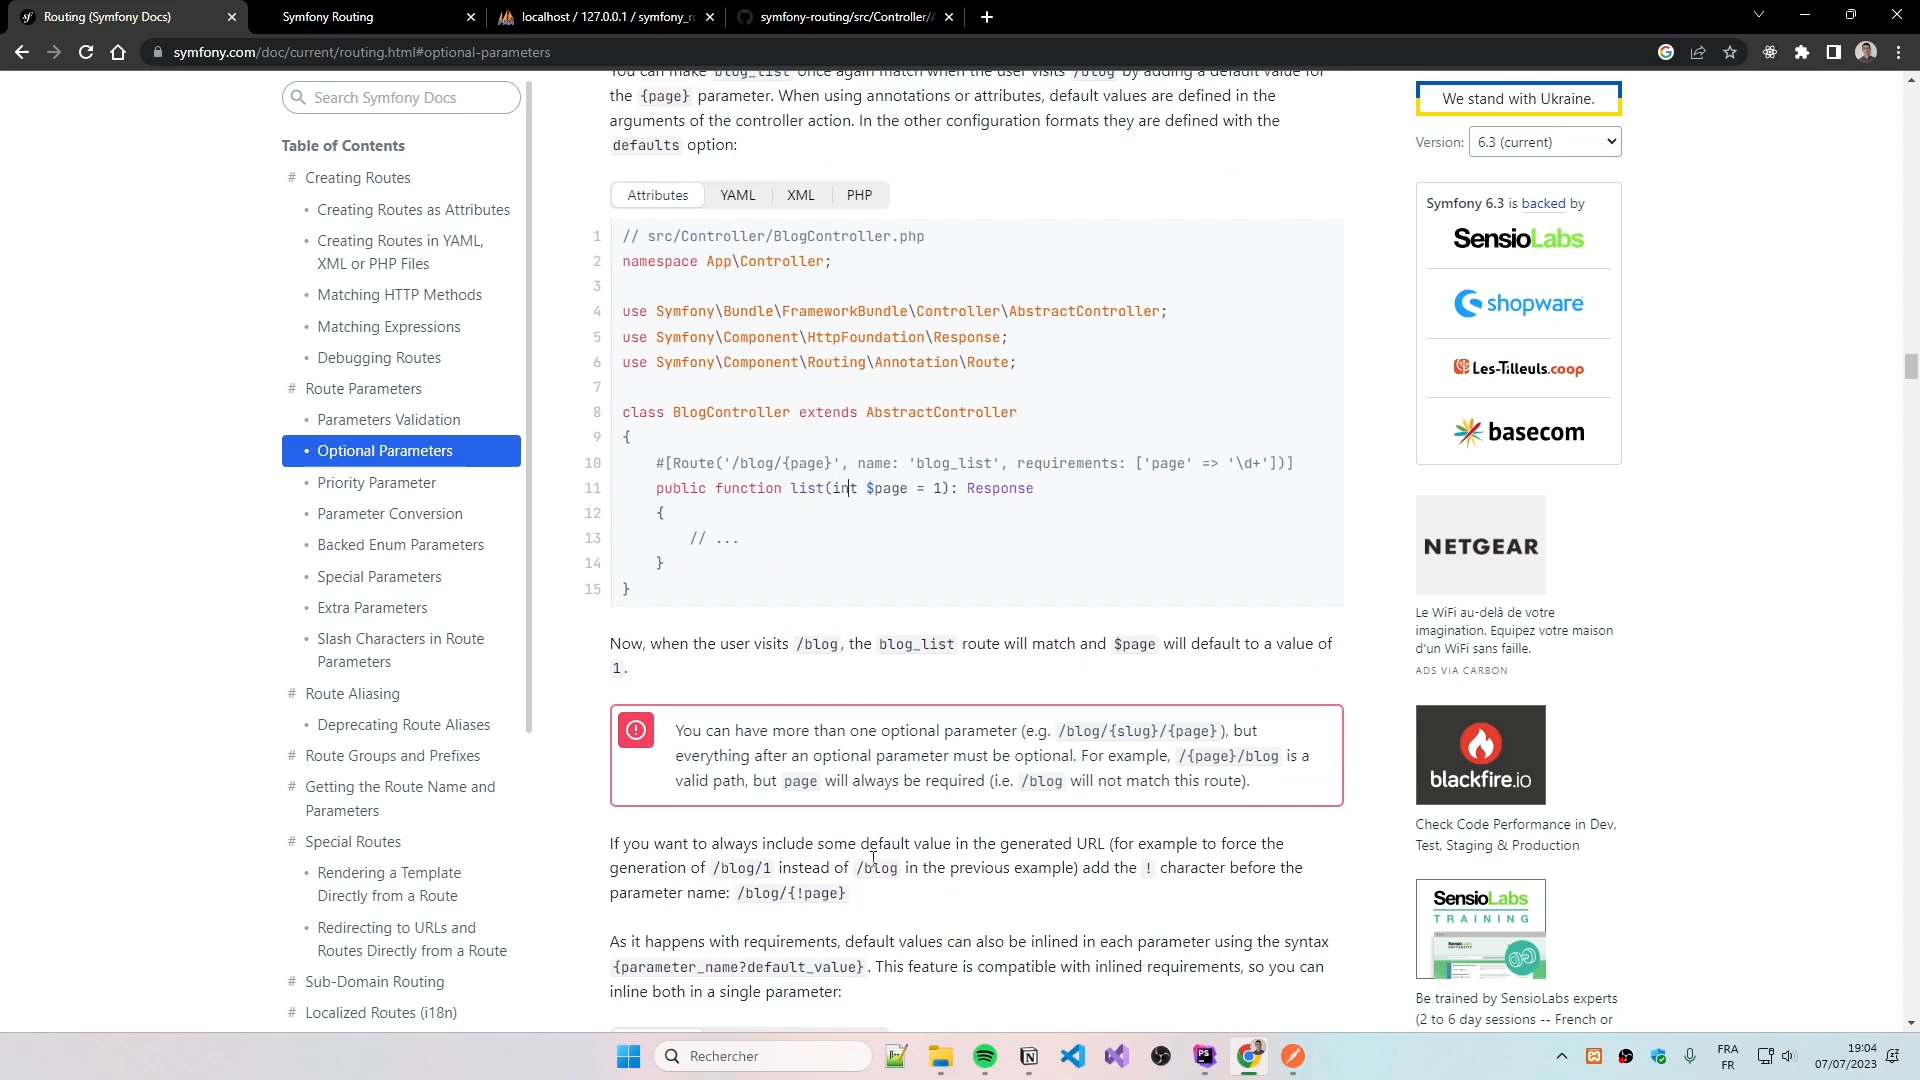 Routing (Symfony Docs)
Symfony Routing
localhost / 127.0.0.1 / symfony_ro
symfony-routing/src/Controller/A
symfony.com/doc/current/routing.html#optional-parameters
Search Symfony Docs
Table of Contents
# Creating Routes
• Creating Routes as Attributes
• Creating Routes in YAML,
XML or PHP Files
• Matching HTTP Methods
• Matching Expressions
• Debugging Routes
# Route Parameters
• Parameters Validation
• Optional Parameters
• Priority Parameter
• Parameter Conversion
• Backed Enum Parameters
• Special Parameters
• Extra Parameters
• Slash Characters in Route
Parameters
# Route Aliasing
• Deprecating Route Aliases
# Route Groups and Prefixes
# Getting the Route Name and
Parameters
# Special Routes
• Rendering a Template
Directly from a Route
• Redirecting to URLs and
Routes Directly from a Route
# Sub-Domain Routing
# Localized Routes (i18n)
You can make blog_list once again match when the user visits /blog by adding a default value for
the {page} parameter. When using annotations or attributes, default values are defined in the
arguments of the controller action. In the other configuration formats they are defined with the
defaults option:
Attributes YAML XML PHP
1 // src/Controller/BlogController.php
2 namespace App\Controller;
3
4 use Symfony\Bundle\FrameworkBundle\Controller\AbstractController;
5 use Symfony\Component\HttpFoundation\Response;
6 use Symfony\Component\Routing\Annotation\Route;
7
8 class BlogController extends AbstractController
9 {
10 #[Route('/blog/{page}', name: 'blog_list', requirements: ['page' => '\d+'])]
11 public function list(int $page = 1): Response
12 {
13 // ...
14 }
15 }
Now, when the user visits /blog, the blog_list route will match and $page will default to a value of
1.
You can have more than one optional parameter (e.g. /blog/{slug}/{page}), but
everything after an optional parameter must be optional. For example, /{page}/blog is a
valid path, but page will always be required (i.e. /blog will not match this route).
If you want to always include some default value in the generated URL (for example to force the
generation of /blog/1 instead of /blog in the previous example) add the ! character before the
parameter name: /blog/{!page}
As it happens with requirements, default values can also be inlined in each parameter using the syntax
{parameter_name?default_value}. This feature is compatible with inlined requirements, so you can
inline both in a single parameter:
We stand with Ukraine.
Version: 6.3 (current)
Symfony 6.3 is backed by
SensioLabs
shopware
Les-Tilleuls.coop
basecom
NETGEAR
Le WiFi au-delà de votre
imagination. Equipez votre maison
d'un WiFi sans faille.
ADS VIA CARBON
blackfire.io
Check Code Performance in Dev,
Test, Staging & Production
SensioLabs
TRAINING
Be trained by SensioLabs experts
(2 to 6 day sessions -- French or
Rechercher
PS
FRA
FR
19:04
07/07/2023